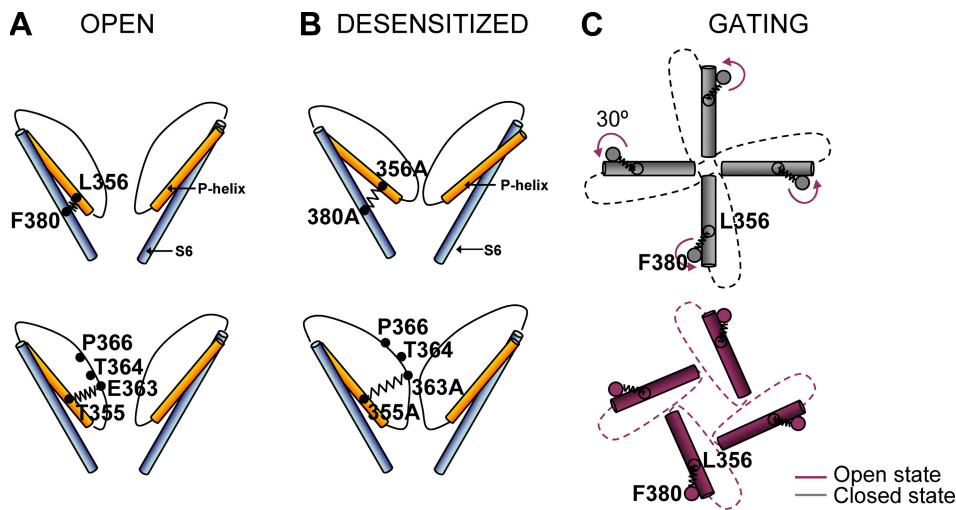 A OPEN
B DESENSITIZED
C GATING
L356
F380
P-helix
S6
356A
380A
P-helix
S6
30º
L356
F380
P366
T364
E363
T355
P366
T364
363A
355A
L356
F380
Open state
Closed state